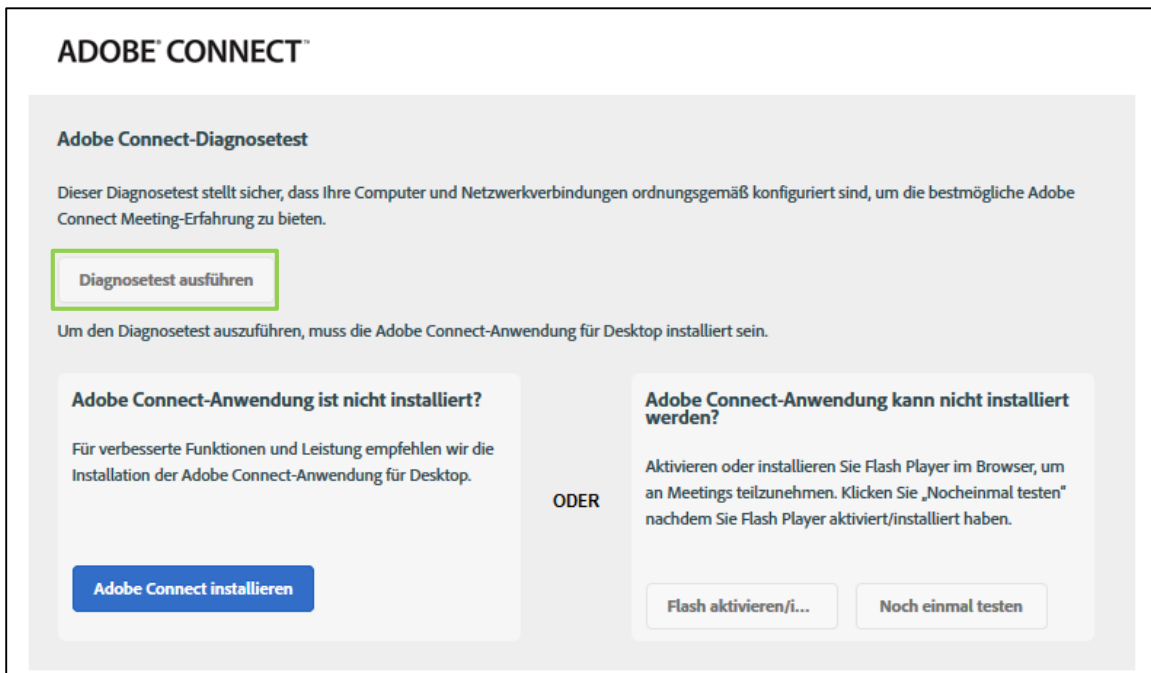 ADOBE® CONNECT™
Adobe Connect-Diagnosetest
Dieser Diagnosetest stellt sicher, dass Ihre Computer und Netzwerkverbindungen ordnungsgemäß konfiguriert sind, um die bestmögliche Adobe
Connect Meeting-Erfahrung zu bieten.
Diagnosetest ausführen
Um den Diagnosetest auszuführen, muss die Adobe Connect-Anwendung für Desktop installiert sein.
Adobe Connect-Anwendung ist nicht installiert?
Für verbesserte Funktionen und Leistung empfehlen wir die
Installation der Adobe Connect-Anwendung für Desktop.
Adobe Connect installieren
ODER
Adobe Connect-Anwendung kann nicht installiert
werden?
Aktivieren oder installieren Sie Flash Player im Browser, um
an Meetings teilzunehmen. Klicken Sie „Nocheinmal testen“
nachdem Sie Flash Player aktiviert/installiert haben.
Flash aktivieren/i...
Noch einmal testen